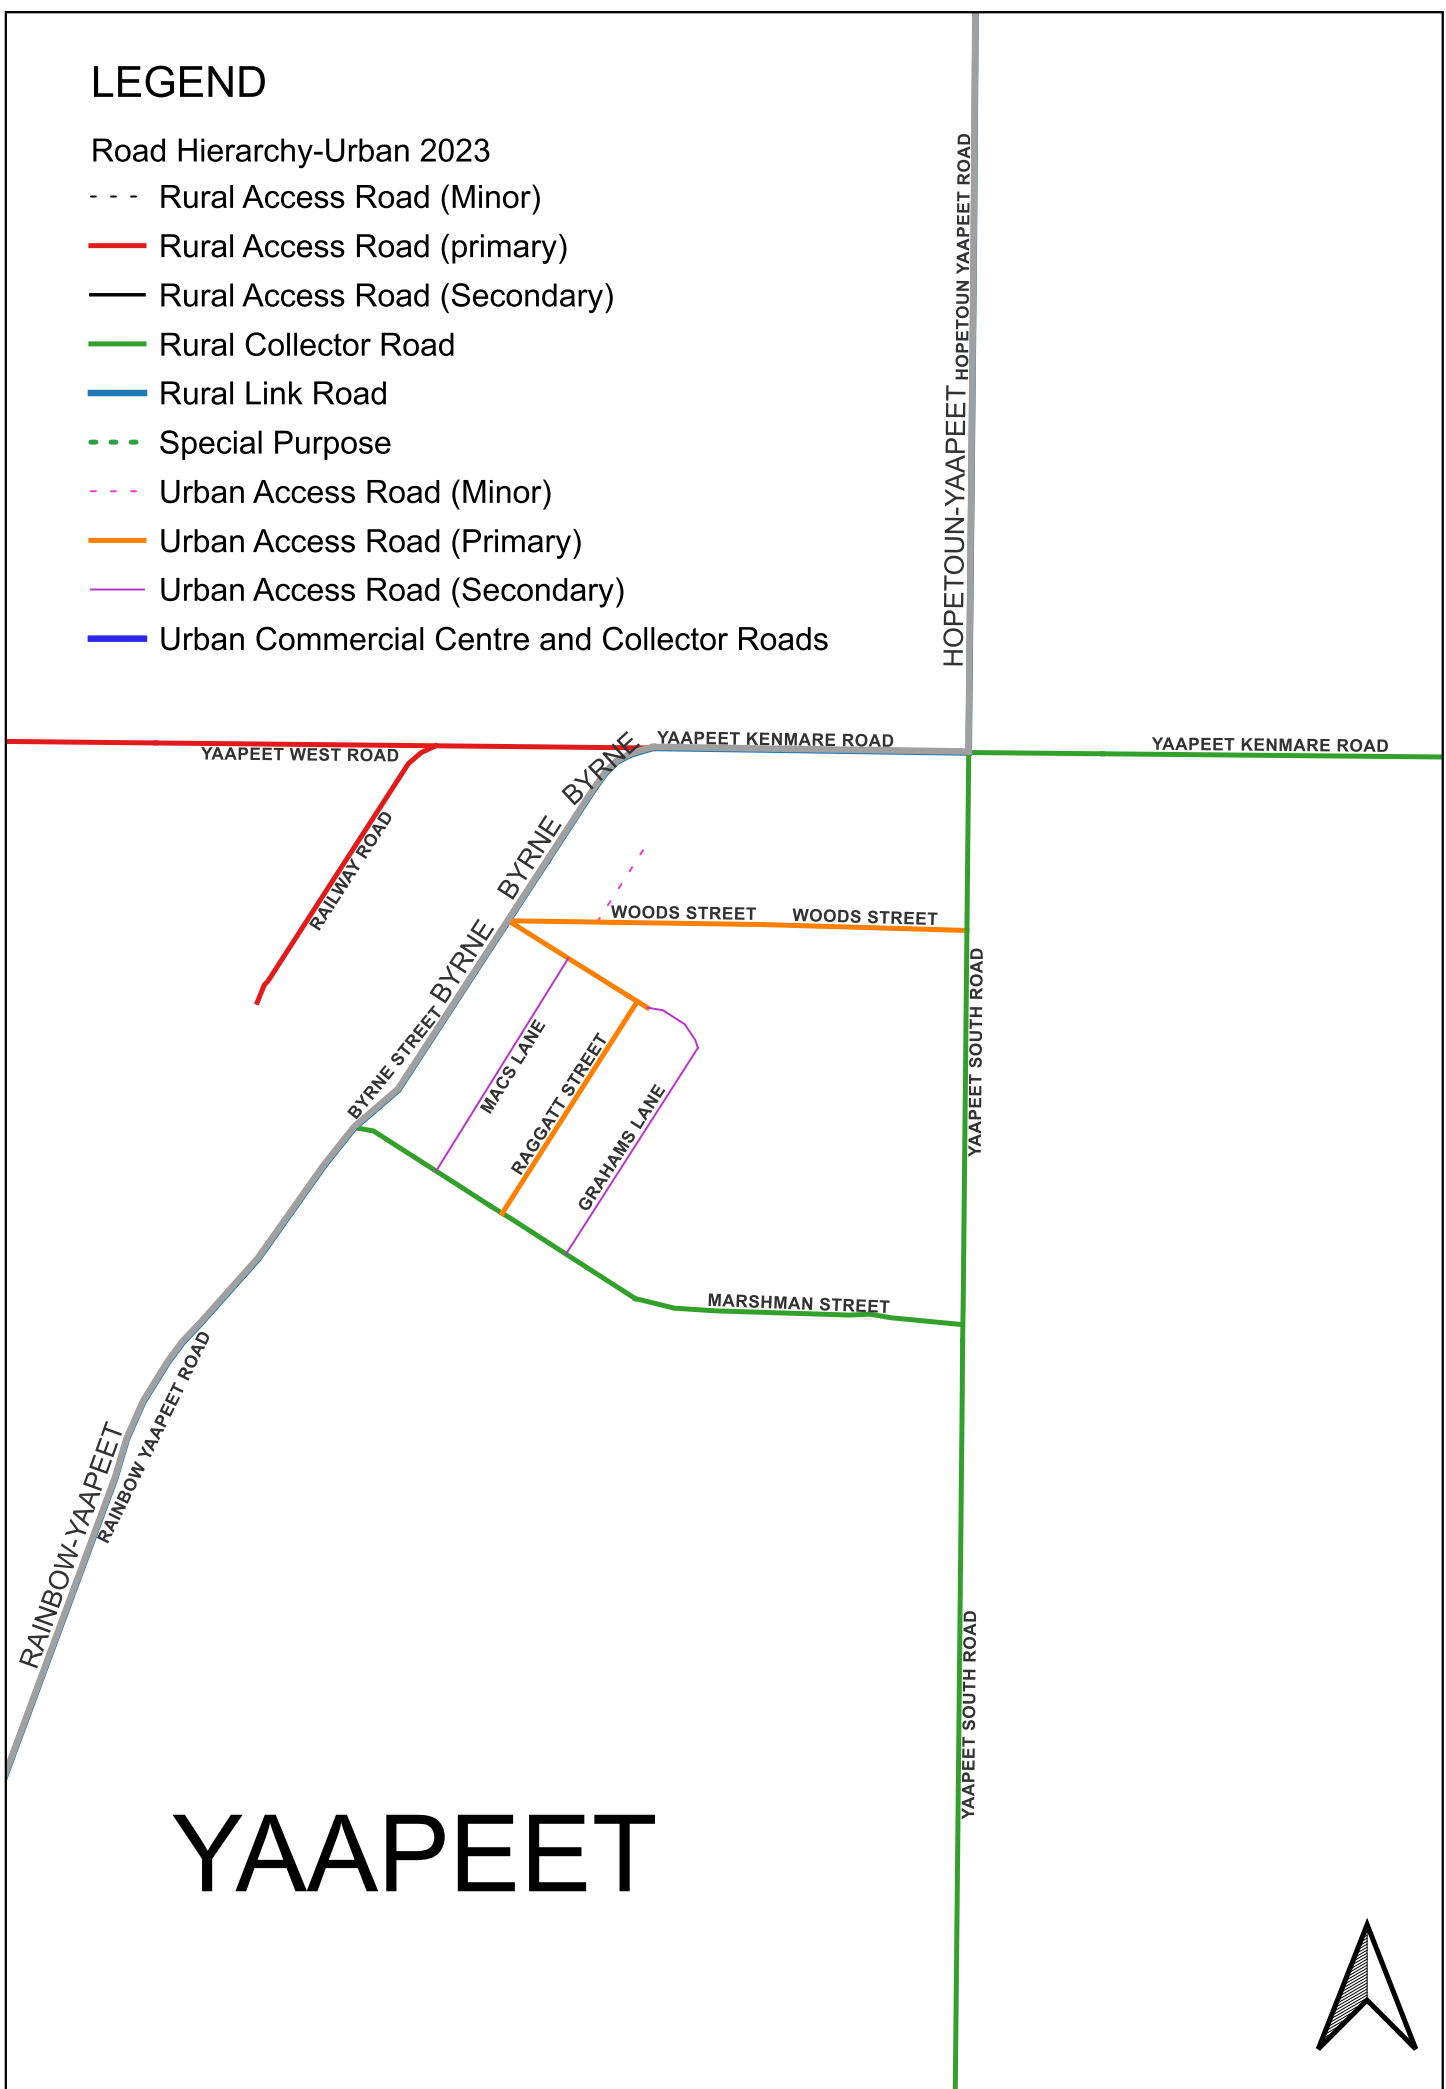 LEGEND
Road Hierarchy-Urban 2023
Rural Access Road (Minor)
Rural Access Road (primary)
Rural Access Road (Secondary)
Rural Collector Road
Rural Link Road
Special Purpose
Urban Access Road (Minor)
Urban Access Road (Primary)
Urban Access Road (Secondary)
Urban Commercial Centre and Collector Roads
HOPETOUN YAAPEET ROAD
HOPETOUN-YAAPEET
YAAPEET WEST ROAD
YAAPEET KENMARE ROAD
YAAPEET KENMARE ROAD
BYRNE
BYRNE
BYRNE
RAILWAY ROAD
WOODS STREET
WOODS STREET
BYRNE STREET
MACS LANE
RAGGATT STREET
GRAHAMS LANE
YAAPEET SOUTH ROAD
MARSHMAN STREET
RAINBOW YAAPEET ROAD
RAINBOW-YAAPEET
YAAPEET SOUTH ROAD
YAAPEET